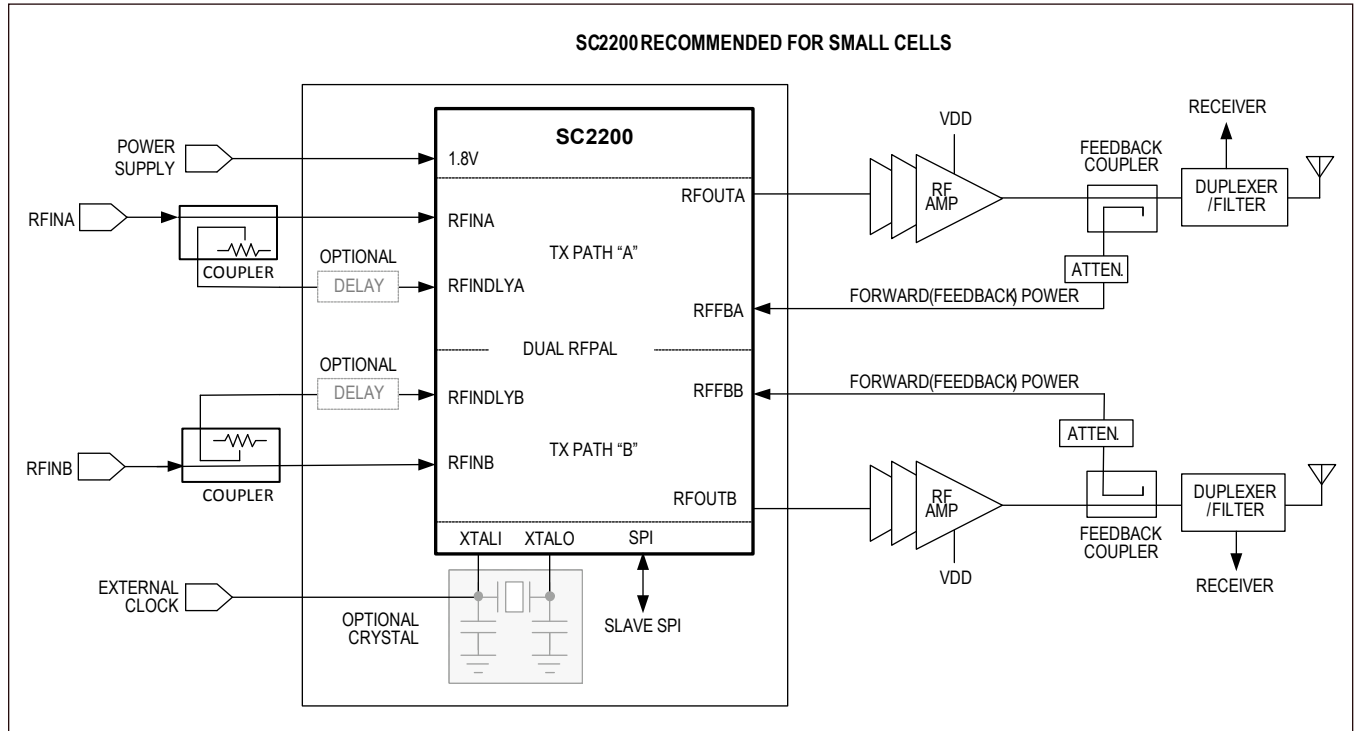 SC2200 RECOMMENDED FOR SMALL CELLS
POWER
SUPPLY
RFINA
COUPLER
OPTIONAL
DELAY
OPTIONAL
DELAY
RFINB
COUPLER
EXTERNAL
CLOCK
OPTIONAL
CRYSTAL
SC2200
1.8V
RFINA
RFOUTA
TX PATH “A”
RFINDLYA
RFFBA
DUAL RFPAL
RFINDLYB
RFFBB
TX PATH “B”
RFINB
RFOUTB
XTALI
XTALO
SPI
SLAVE SPI
VDD
RF
AMP
FEEDBACK
COUPLER
RECEIVER
DUPLEXER
/FILTER
ATTEN.
FORWARD(FEEDBACK) POWER
FORWARD(FEEDBACK) POWER
ATTEN.
RF
AMP
VDD
FEEDBACK
COUPLER
DUPLEXER
/FILTER
RECEIVER